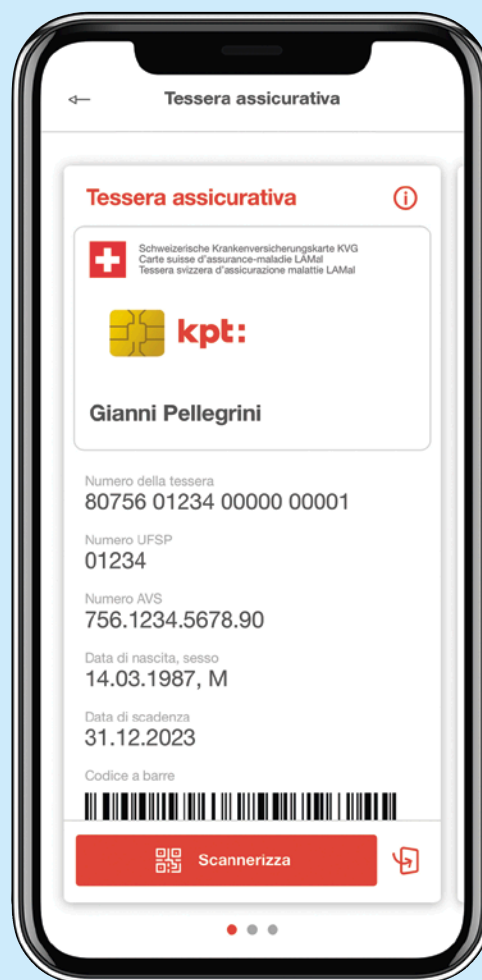 Tessera assicurativa
Tessera assicurativa
Schweizerische Krankenversicherungskarte KVG
Carte suisse d'assurance-maladie LAMal
Tessera svizzera d'assicurazione malattie LAMal
kpt:
Gianni Pellegrini
Numero della tessera
80756 01234 00000 00001
Numero UFSP
01234
Numero AVS
756.1234.5678.90
Data di nascita, sesso
14.03.1987, M
Data di scadenza
31.12.2023
Codice a barre
Scannerizza